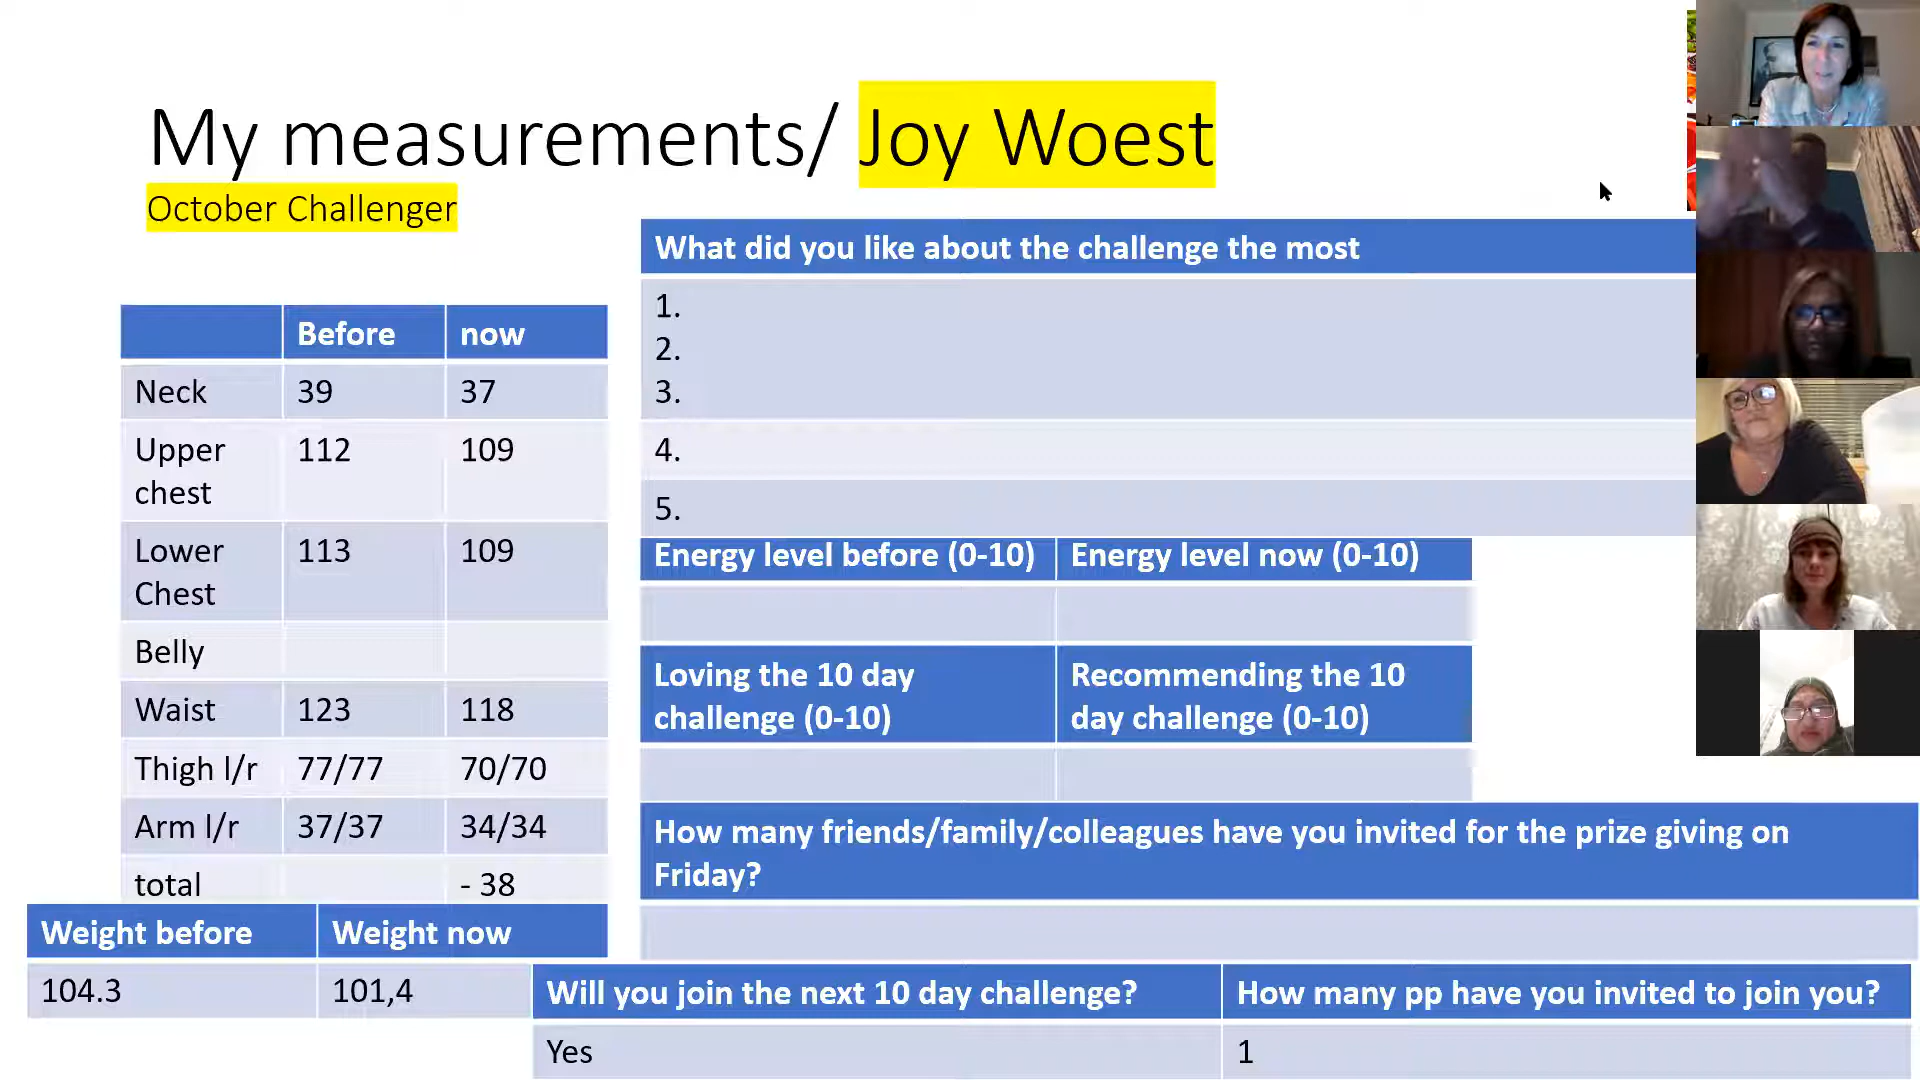 My measurements/ Joy Woest
October Challenger
Before now
Neck 39 37
Upper chest 112 109
Lower Chest 113 109
Belly
Waist 123 118
Thigh l/r 77/77 70/70
Arm l/r 37/37 34/34
total - 38
Weight before Weight now
104.3 101,4
What did you like about the challenge the most
1.
2.
3.
4.
5.
Energy level before (0-10) Energy level now (0-10)
Loving the 10 day
challenge (0-10)
Recommending the 10
day challenge (0-10)
How many friends/family/colleagues have you invited for the prize giving on
Friday?
Will you join the next 10 day challenge? How many pp have you invited to join you?
Yes 1